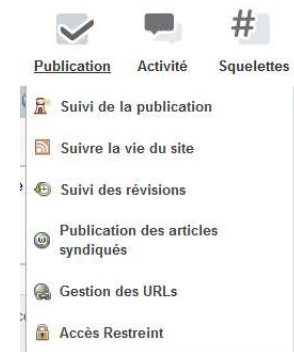 #
Publication Activité Squelettes
Suivi de la publication
Suivre la vie du site
Suivi des révisions
Publication des articles
syndiqués
Gestion des URLs
Accès Restreint